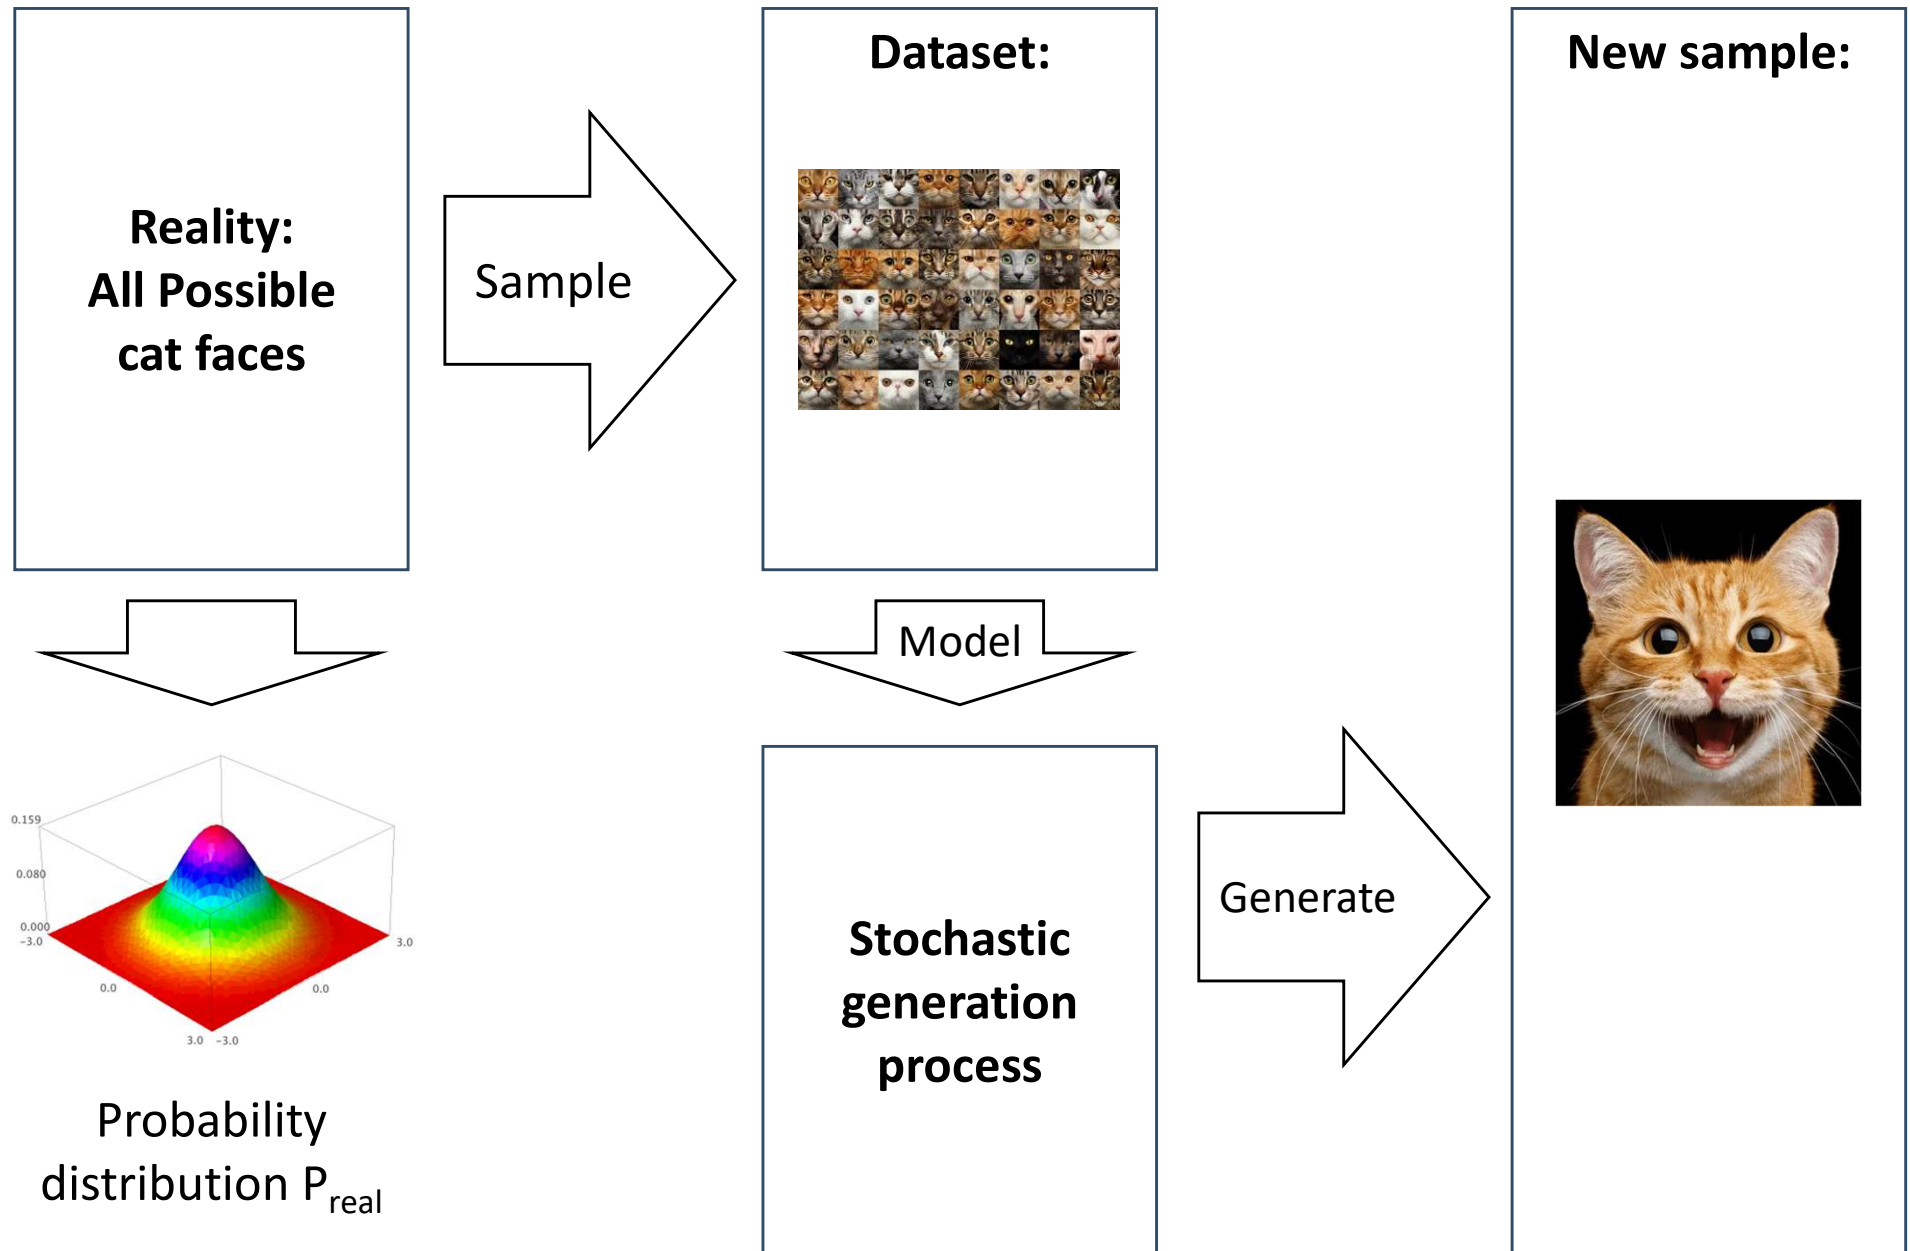 Reality:
All Possible
cat faces
Sample
Dataset:
New sample:
Model
0.159
0.080
0.000
-3.0
3.0
0.0
0.0
3.0 -3.0
Probability
distribution P_real
Stochastic
generation
process
Generate